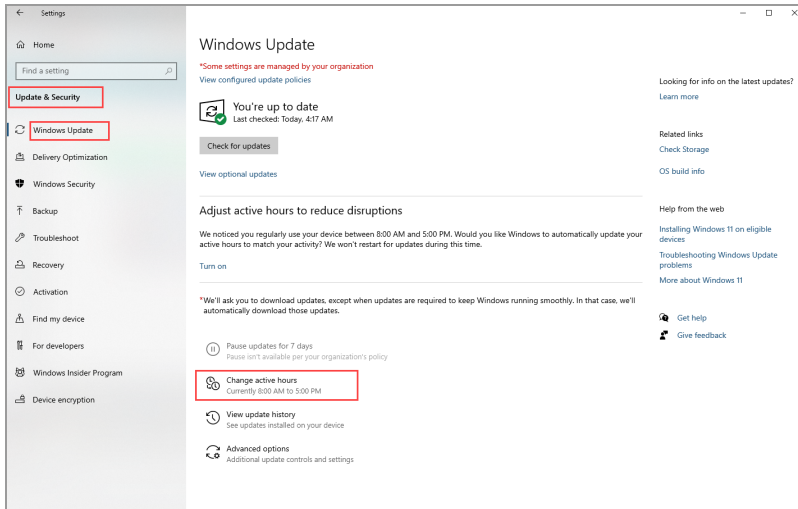 Settings
Home
Find a setting
Update & Security
Windows Update
Delivery Optimization
Windows Security
Backup
Troubleshoot
Recovery
Activation
Find my device
For developers
Windows Insider Program
Device encryption
Windows Update
*Some settings are managed by your organization
View configured update policies
You're up to date
Last checked: Today, 4:17 AM
Check for updates
View optional updates
Adjust active hours to reduce disruptions
We noticed you regularly use your device between 8:00 AM and 5:00 PM. Would you like Windows to automatically update your
active hours to match your activity? We won't restart for updates during this time.
Turn on
*We'll ask you to download updates, except when updates are required to keep Windows running smoothly. In that case, we'll
automatically download those updates.
Pause updates for 7 days
Pause isn't available per your organization's policy
Change active hours
Currently 8:00 AM to 5:00 PM
View update history
See updates installed on your device
Advanced options
Additional update controls and settings
Looking for info on the latest updates?
Learn more
Related links
Check Storage
OS build info
Help from the web
Installing Windows 11 on eligible
devices
Troubleshooting Windows Update
problems
More about Windows 11
Get help
Give feedback